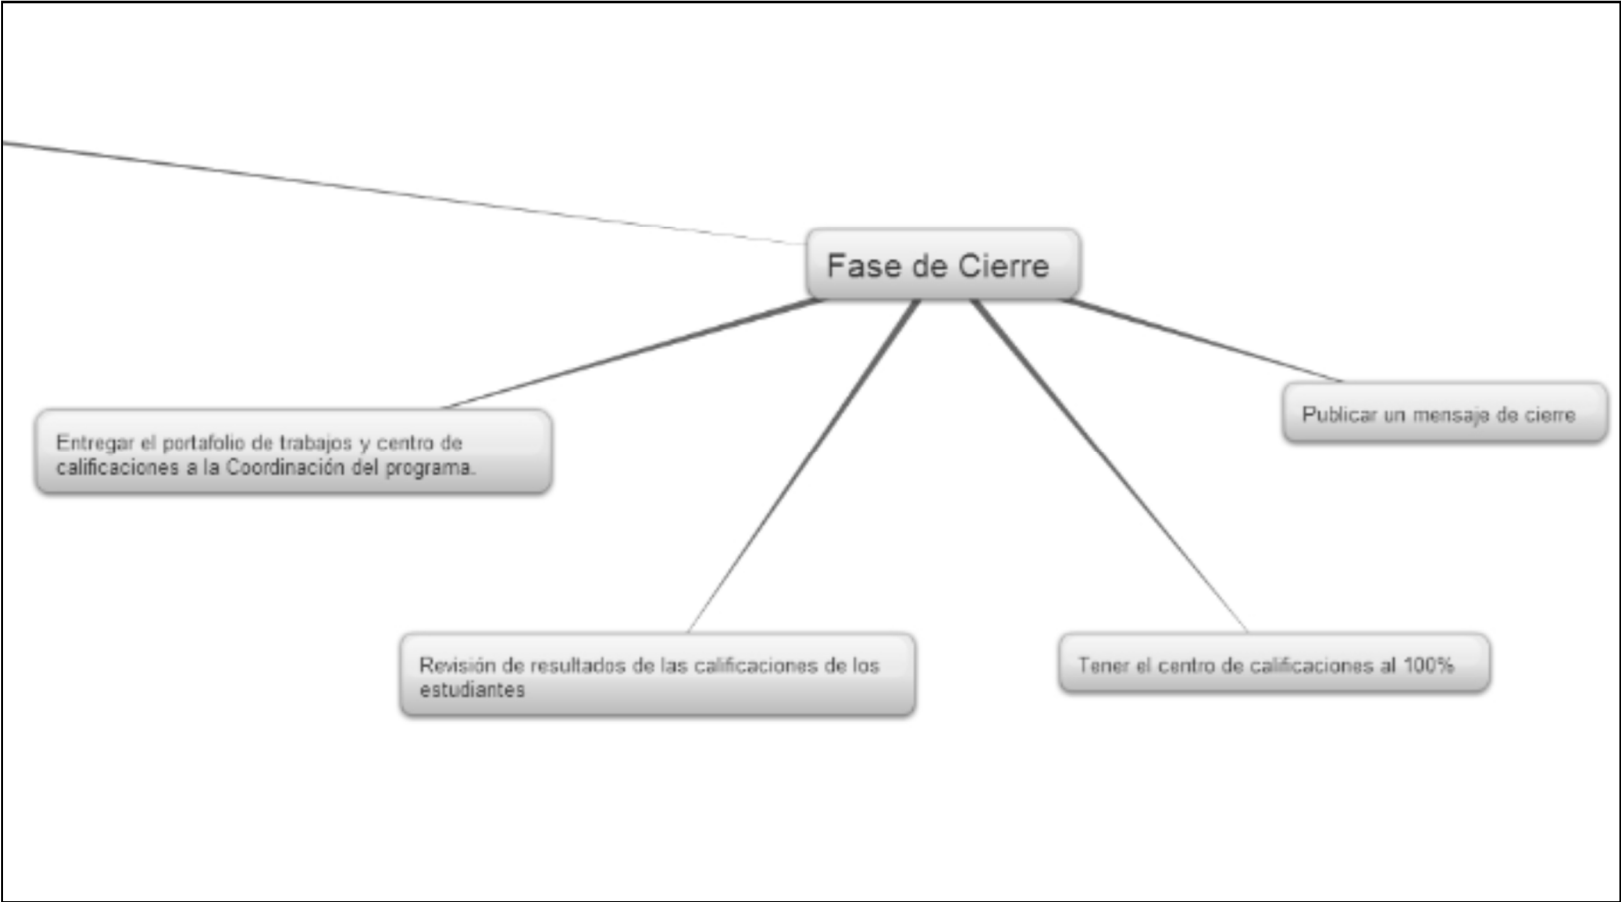 Fase de Cierre
Publicar un mensaje de cierre
Entregar el portafolio de trabajos y centro de
calificaciones a la Coordinación del programa.
Revisión de resultados de las calificaciones de los
estudiantes
Tener el centro de calificaciones al 100%